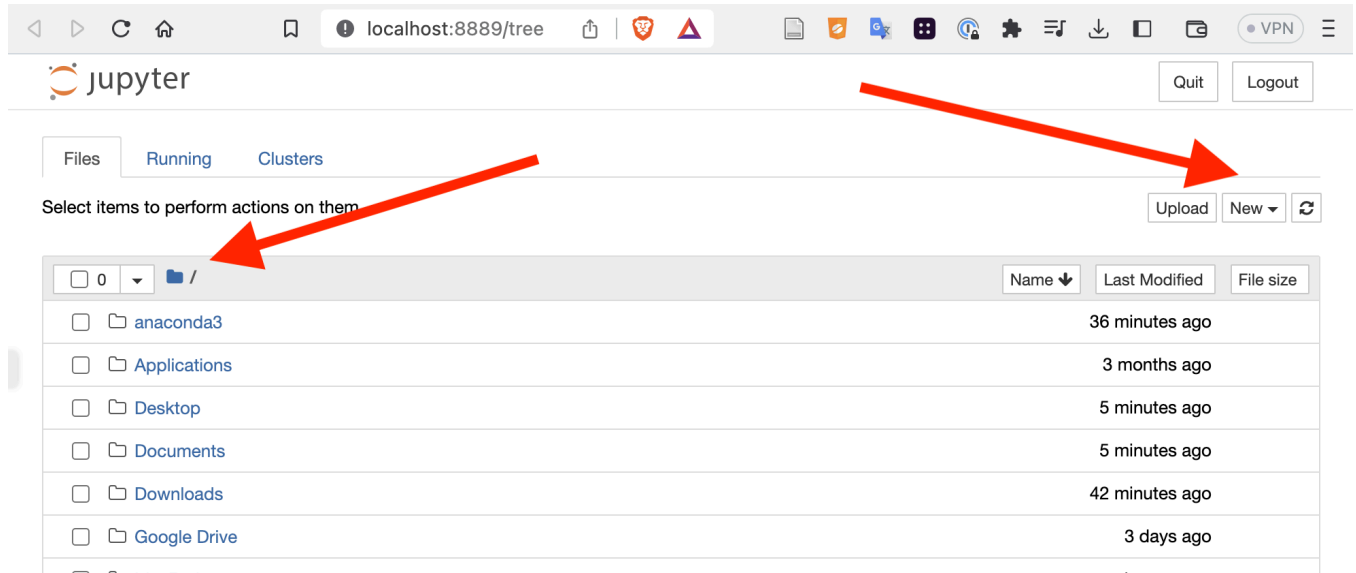 localhost:8889/tree VPN
jupyter Quit Logout
Files Running Clusters
Select items to perform actions on them. Upload New
0 / Name Last Modified File size
anaconda3 36 minutes ago
Applications 3 months ago
Desktop 5 minutes ago
Documents 5 minutes ago
Downloads 42 minutes ago
Google Drive 3 days ago